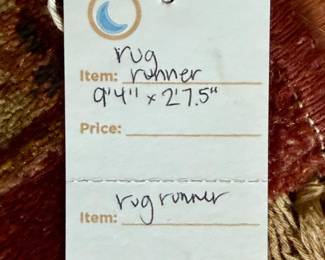 rug
Item: runner
9'4" x 2'7.5"
Price:
Item: rug runner